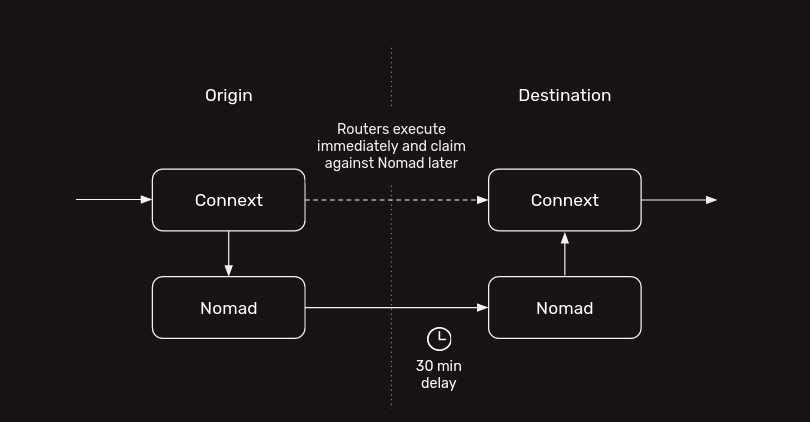 Origin
Destination
Routers execute
immediately and claim
against Nomad later
Connext
Connext
Nomad
Nomad
30 min
delay